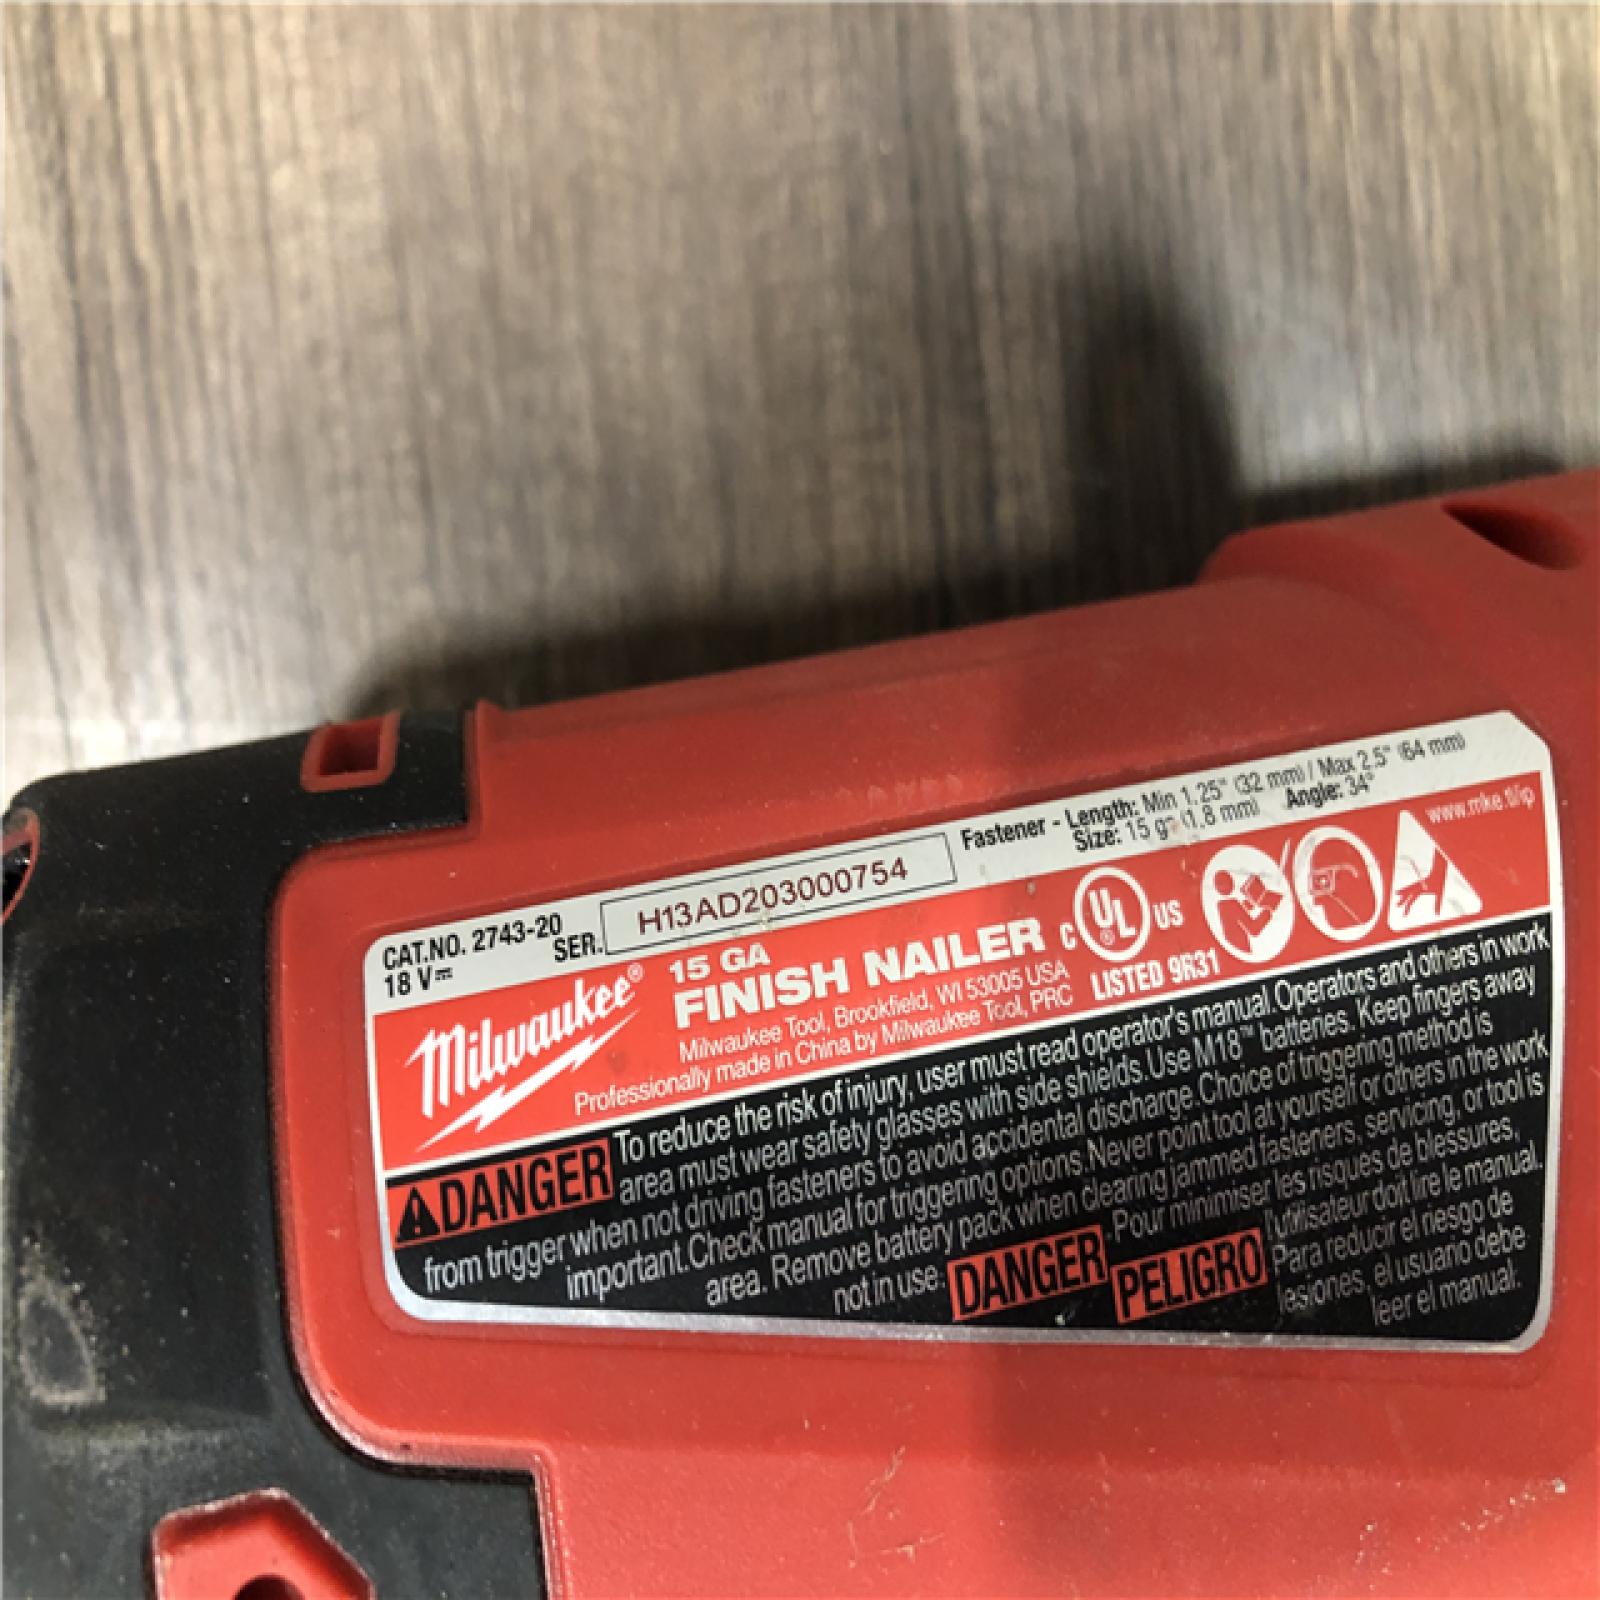 CAT.NO. 2743-20
18 V⎓
SER. H13AD203000754
Fastener - Length: Min 1.25" (32 mm) / Max 2.5" (64 mm)
Size: 15 ga (1.8 mm) Angle: 34°
www.mke.tl/ip
Milwaukee®
15 GA
FINISH NAILER
Milwaukee Tool, Brookfield, WI 53005 USA
Professionally made in China by Milwaukee Tool, PRC
C UL® US
LISTED 9R31
DANGER To reduce the risk of injury, user must read operator's manual. Operators and others in work
area must wear safety glasses with side shields. Use M18™ batteries. Keep fingers away
from trigger when not driving fasteners to avoid accidental discharge. Choice of triggering method is
important. Check manual for triggering options. Never point tool at yourself or others in the work
area. Remove battery pack when clearing jammed fasteners, servicing, or tool is
not in use. DANGER Pour minimiser les risques de blessures,
l'utilisateur doit lire le manual.
PELIGRO Para reducir el riesgo de
lesiones, el usuario debe
leer el manual.